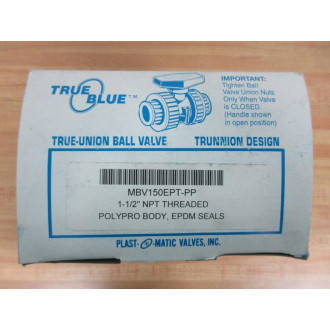 TRUE
BLUE™
IMPORTANT:
Tighten Ball
Valve Union Nuts
Only When Valve
is CLOSED.
(Handle shown
in open position)
TRUE-UNION BALL VALVE
TRUNNION DESIGN
MBV150EPT-PP
1-1/2" NPT THREADED
POLYPRO BODY, EPDM SEALS
PLAST-O-MATIC VALVES, INC.